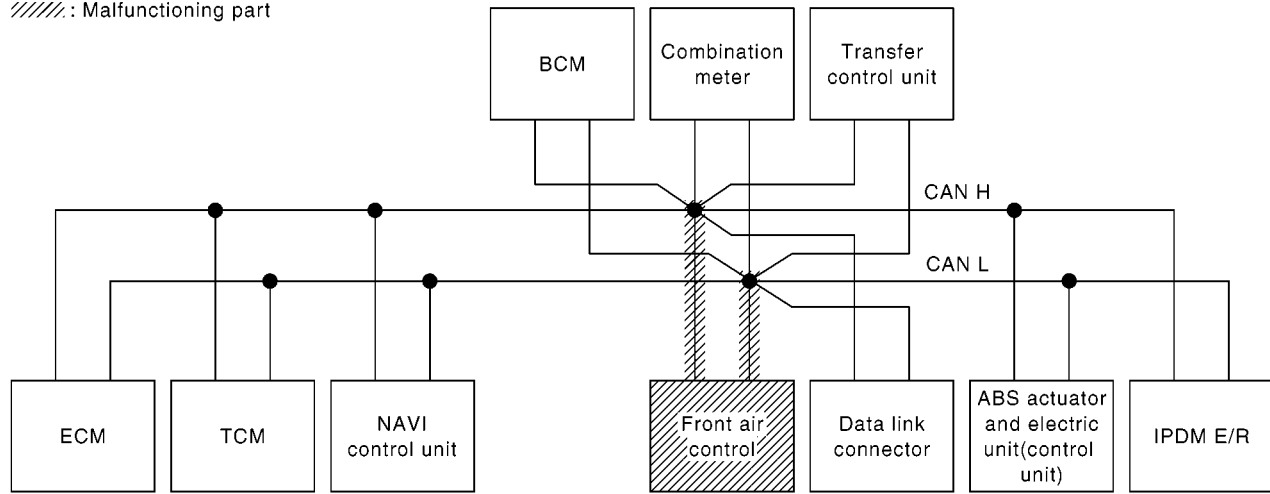 : Malfunctioning part
BCM
Combination
meter
Transfer
control unit
CAN H
CAN L
ECM
TCM
NAVI
control unit
Front air
control
Data link
connector
ABS actuator
and electric
unit(control
unit)
IPDM E/R